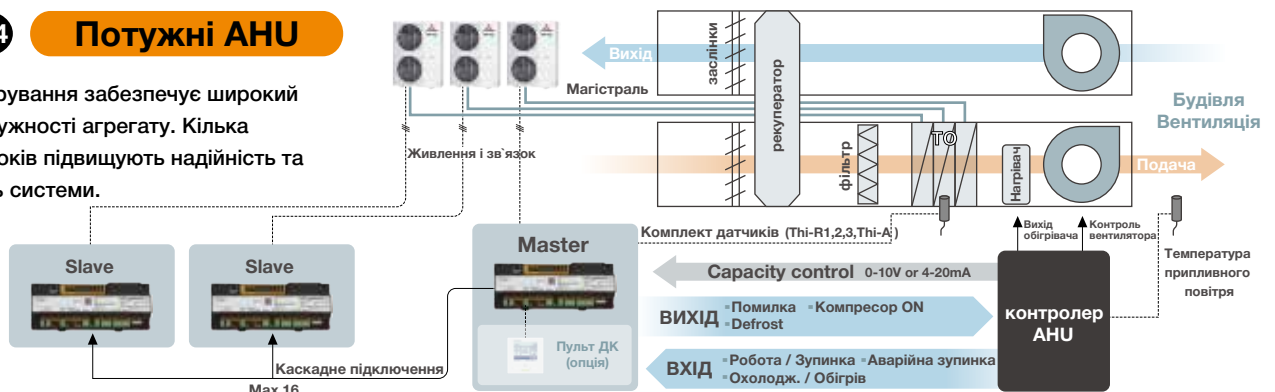 4
Потужні AHU
рування забезпечує широкий
ужності агрегату. Кілька
оків підвищують надійність та
ь системи.
Магістраль
Живлення і зв`язок
Вихід
заслінки
рекуператор
фільтр
ТО
Нагрівач
Будівля
Вентиляція
Подача
Slave
Slave
Master
Пульт ДК
(опція)
Каскадне підключення
Max 16
Комплект датчиків (Thi-R1,2,3,Thi-A)
Вихід
обігрівача
Контроль
вентилятора
Температура
припливного
повітря
Capacity control 0-10V or 4-20mA
ВИХІД
Помилка Компресор ON
Defrost
ВХІД
Робота / Зупинка Аварійна зупинка
Охолодж. / Обігрів
контролер
AHU